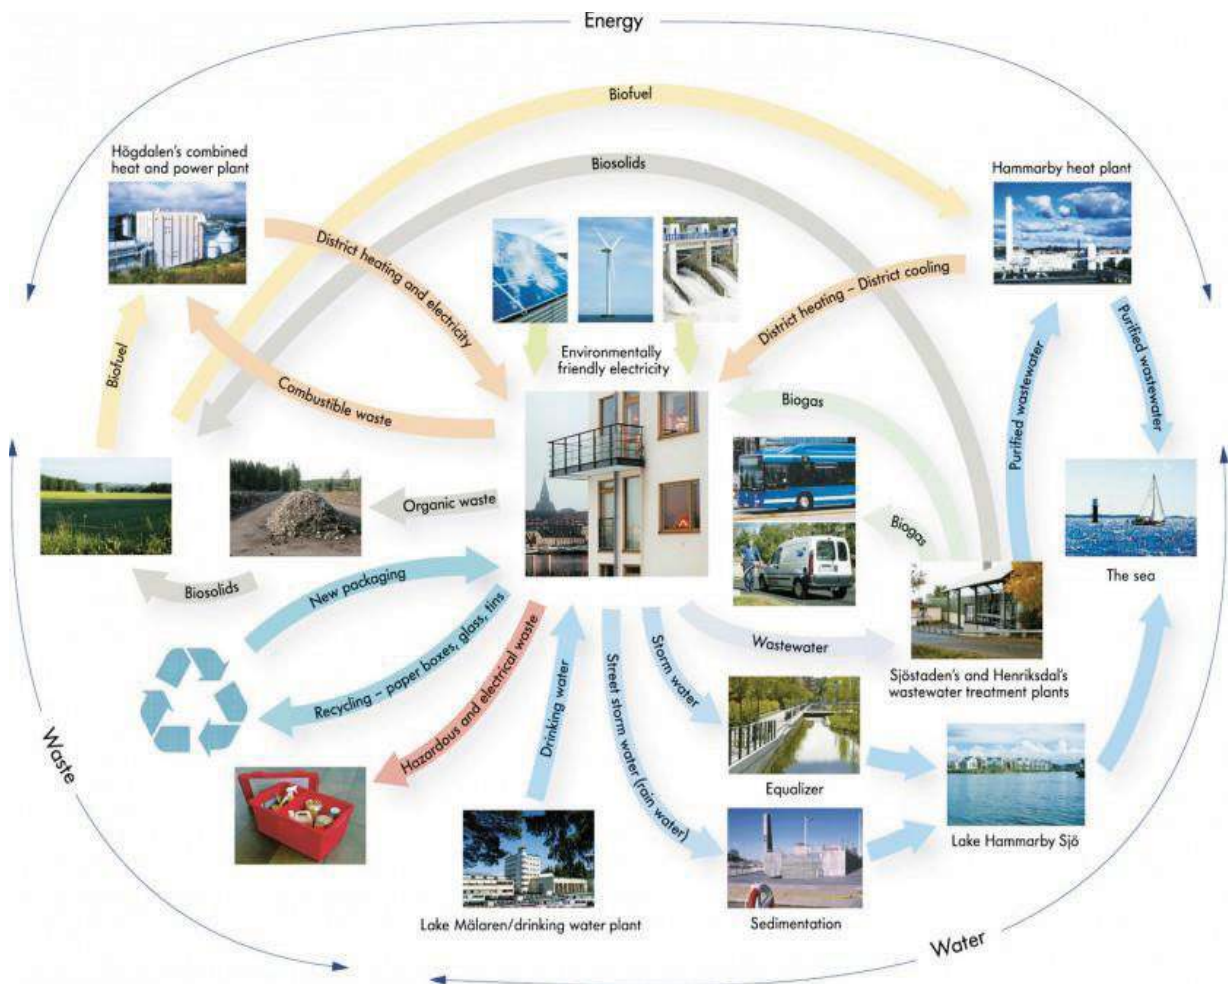 Energy
Biofuel
Högdalen's combined
heat and power plant
Biosolids
Hammarby heat plant
District heating and electricity
District heating – District cooling
Environmentally
friendly electricity
Biofuel
Combustible waste
Biogas
Purified wastewater
Purified wastewater
Organic waste
Biogas
The sea
Biosolids
New packaging
Recycling – paper boxes, glass, tins
Hazardous and electrical waste
Drinking water
Street storm water (rain water)
Storm water
Wastewater
Sjöstaden's and Henriksdal's
wastewater treatment plants
Waste
Equalizer
Lake Hammarby Sjö
Lake Mälaren/drinking water plant
Sedimentation
Water